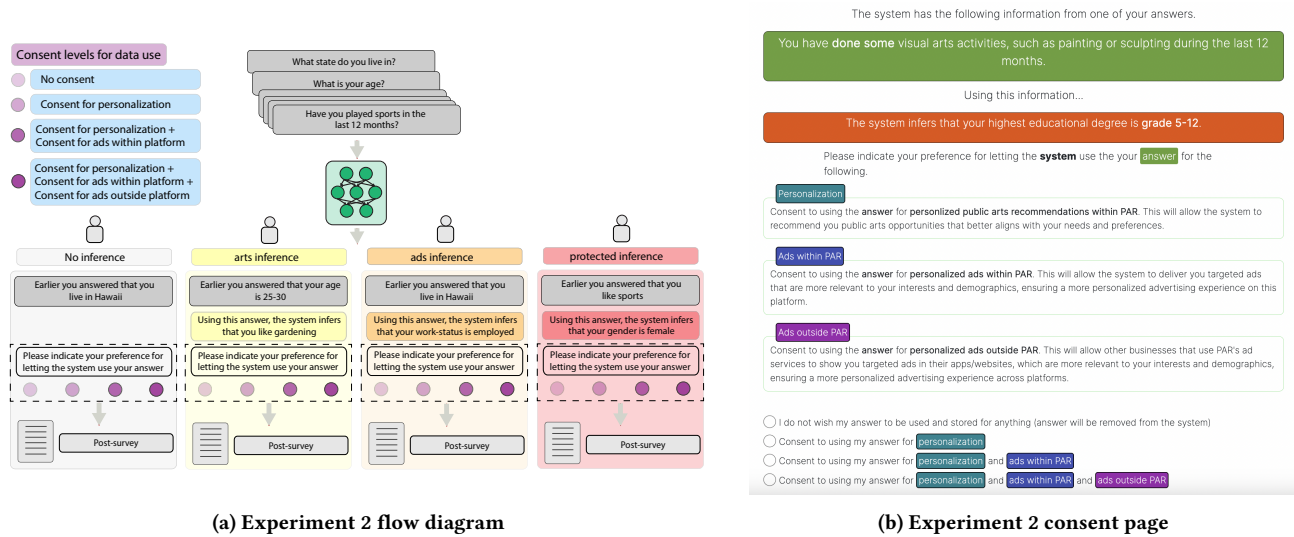 Consent levels for data use
No consent
Consent for personalization
Consent for personalization +
Consent for ads within platform
Consent for personalization +
Consent for ads within platform +
Consent for ads outside platform
What state do you live in?
What is your age?
Have you played sports in the
last 12 months?
No inference
Earlier you answered that you
live in Hawaii
Please indicate your preference for
letting the system use your answer
Post-survey
arts inference
Earlier you answered that your age
is 25-30
Using this answer, the system infers
that you like gardening
Please indicate your preference for
letting the system use your answer
Post-survey
ads inference
Earlier you answered that you
live in Hawaii
Using this answer, the system infers
that your work-status is employed
Please indicate your preference for
letting the system use your answer
Post-survey
protected inference
Earlier you answered that you
like sports
Using this answer, the system infers
that your gender is female
Please indicate your preference for
letting the system use your answer
Post-survey
(a) Experiment 2 flow diagram
The system has the following information from one of your answers.
You have done some visual arts activities, such as painting or sculpting during the last 12
months.
Using this information...
The system infers that your highest educational degree is grade 5-12.
Please indicate your preference for letting the system use the your answer for the
following.
Personalization
Consent to using the answer for personlized public arts recommendations within PAR. This will allow the system to
recommend you public arts opportunities that better aligns with your needs and preferences.
Ads within PAR
Consent to using the answer for personalized ads within PAR. This will allow the system to deliver you targeted ads
that are more relevant to your interests and demographics, ensuring a more personalized advertising experience on this
platform.
Ads outside PAR
Consent to using the answer for personalized ads outside PAR. This will allow other businesses that use PAR's ad
services to show you targeted ads in their apps/websites, which are more relevant to your interests and demographics,
ensuring a more personalized advertising experience across platforms.
I do not wish my answer to be used and stored for anything (answer will be removed from the system)
Consent to using my answer for personalization
Consent to using my answer for personalization and ads within PAR
Consent to using my answer for personalization and ads within PAR and ads outside PAR
(b) Experiment 2 consent page